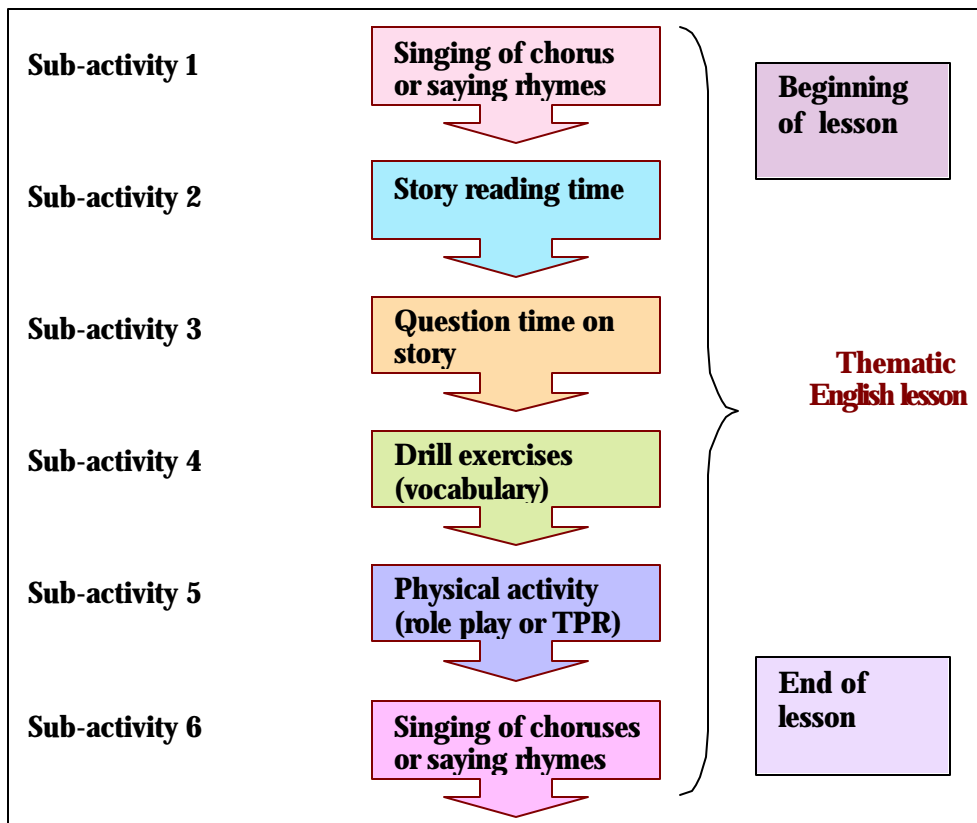 Sub-activity 1
Singing of chorus
or saying rhymes
Beginning
of lesson
Sub-activity 2
Story reading time
Sub-activity 3
Question time on
story
Thematic
English lesson
Sub-activity 4
Drill exercises
(vocabulary)
Sub-activity 5
Physical activity
(role play or TPR)
Sub-activity 6
Singing of choruses
or saying rhymes
End of
lesson